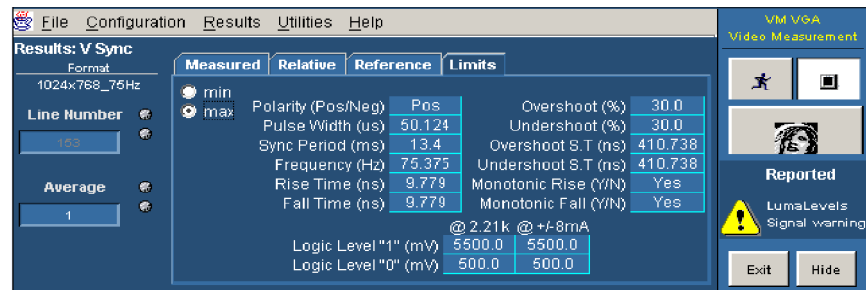 File Configuration Results Utilities Help
VM VGA
Video Measurement
Results: V Sync
Format
1024x768_75Hz
Line Number
153
Average
1
Measured Relative Reference Limits
min
max
Polarity (Pos/Neg) Pos Overshoot (%) 30.0
Pulse Width (us) 50.124 Undershoot (%) 30.0
Sync Period (ms) 13.4 Overshoot S.T (ns) 410.738
Frequency (Hz) 75.375 Undershoot S.T (ns) 410.738
Rise Time (ns) 9.779 Monotonic Rise (Y/N) Yes
Fall Time (ns) 9.779 Monotonic Fall (Y/N) Yes
@ 2.21k @ +/-8mA
Logic Level "1" (mV) 5500.0 5500.0
Logic Level "0" (mV) 500.0 500.0
Reported
LumaLevels
Signal warning
Exit Hide